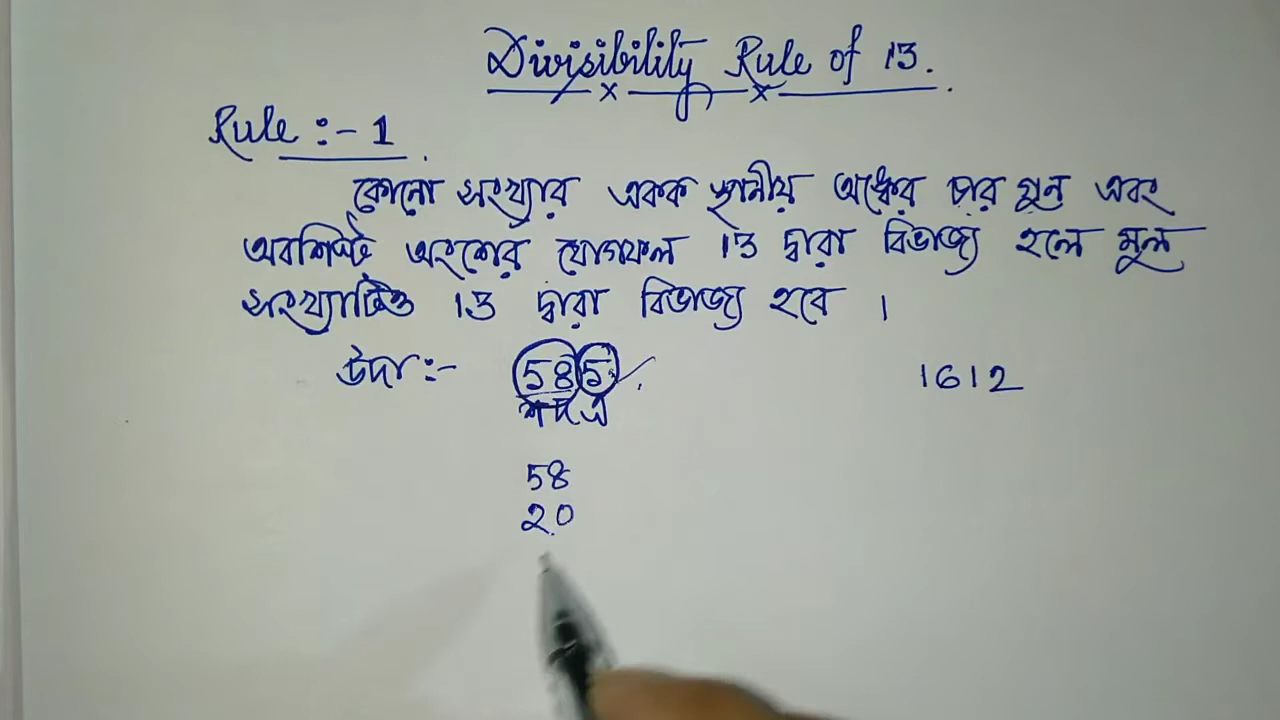 Divisibility Rule of 13.
Rule :- 1
কোনো সংখ্যার একক স্থানীয় অঙ্কের চার গুন এবং
অবশিষ্ট অংশের যোগফল 13 দ্বারা বিভাজ্য হলে মূল
সংখ্যাটিও 13 দ্বারা বিভাজ্য হবে ।
উদা :- 585 1612
শ দ এ
58
20